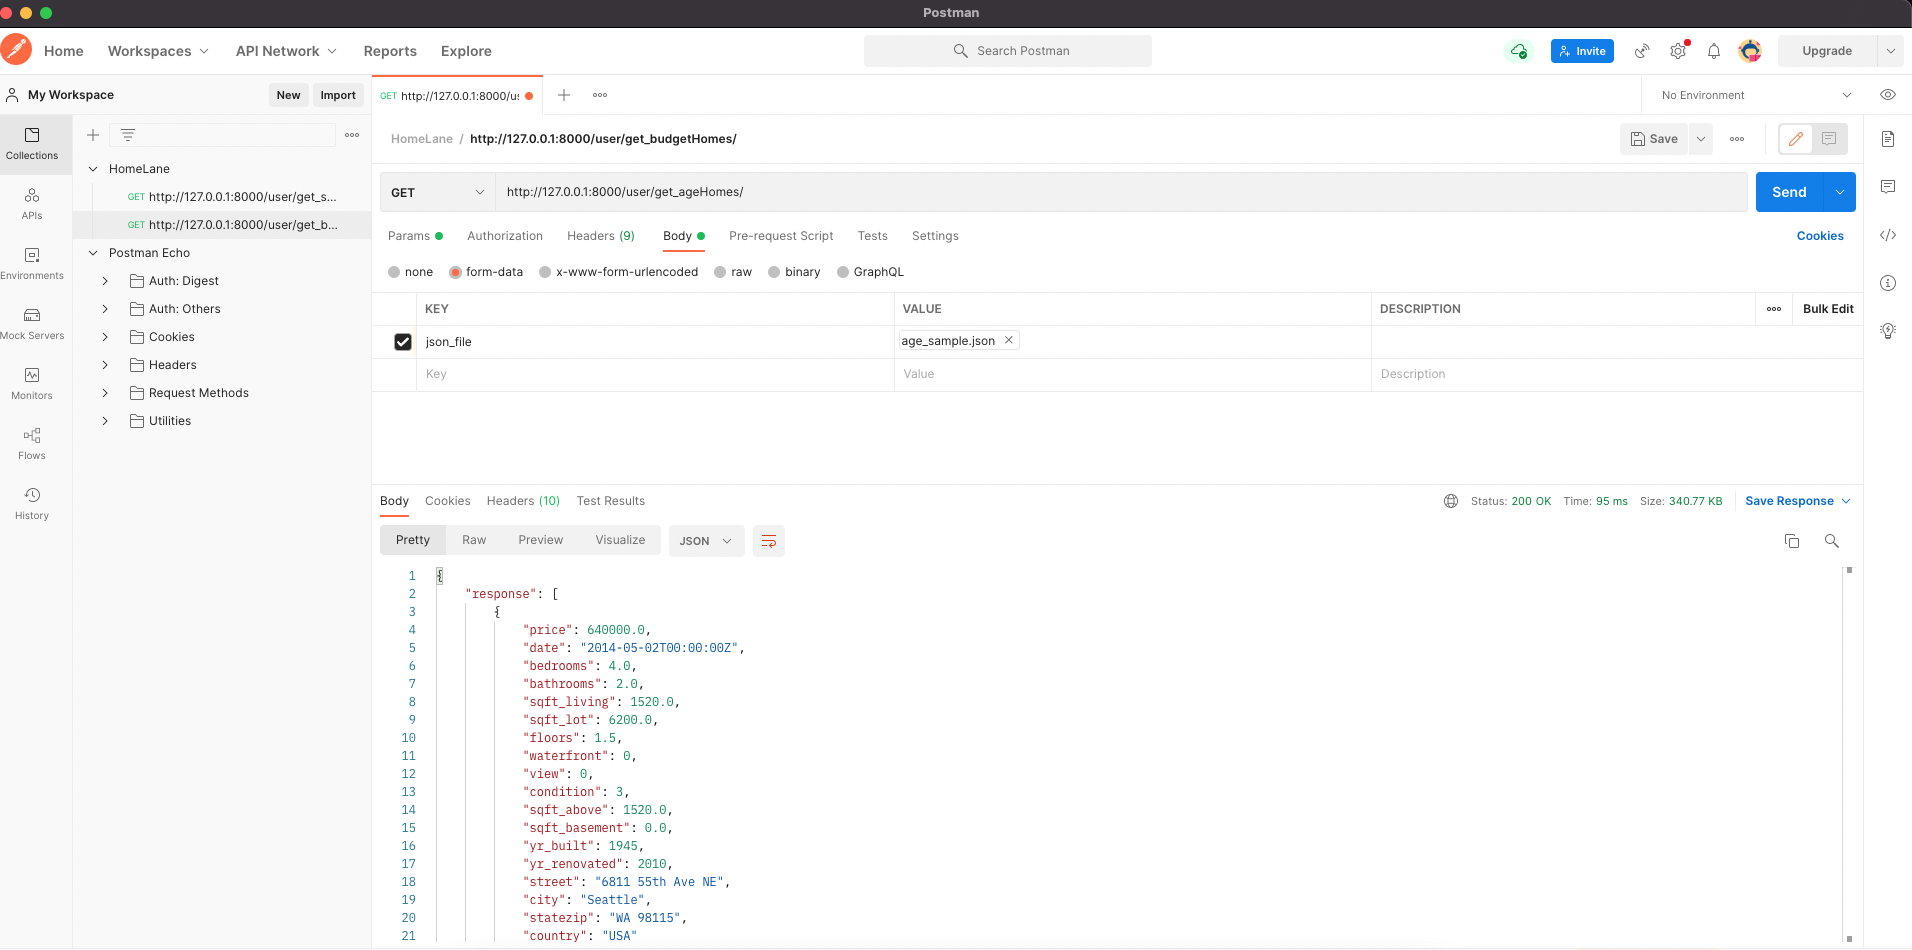 Postman
Home Workspaces API Network Reports Explore Search Postman Invite Upgrade
My Workspace New Import GET http://127.0.0.1:8000/us No Environment
HomeLane / http://127.0.0.1:8000/user/get_budgetHomes/ Save
Collections
APIs
Environments
Mock Servers
Monitors
Flows
History
HomeLane
GET http://127.0.0.1:8000/user/get_s...
GET http://127.0.0.1:8000/user/get_b...
Postman Echo
Auth: Digest
Auth: Others
Cookies
Headers
Request Methods
Utilities
GET http://127.0.0.1:8000/user/get_ageHomes/ Send
Params Authorization Headers (9) Body Pre-request Script Tests Settings Cookies
none form-data x-www-form-urlencoded raw binary GraphQL
KEY VALUE DESCRIPTION Bulk Edit
json_file age_sample.json
Key Value Description
Body Cookies Headers (10) Test Results Status: 200 OK Time: 95 ms Size: 340.77 KB Save Response
Pretty Raw Preview Visualize JSON
1 {
2 "response": [
3 {
4 "price": 640000.0,
5 "date": "2014-05-02T00:00:00Z",
6 "bedrooms": 4.0,
7 "bathrooms": 2.0,
8 "sqft_living": 1520.0,
9 "sqft_lot": 6200.0,
10 "floors": 1.5,
11 "waterfront": 0,
12 "view": 0,
13 "condition": 3,
14 "sqft_above": 1520.0,
15 "sqft_basement": 0.0,
16 "yr_built": 1945,
17 "yr_renovated": 2010,
18 "street": "6811 55th Ave NE",
19 "city": "Seattle",
20 "statezip": "WA 98115",
21 "country": "USA"